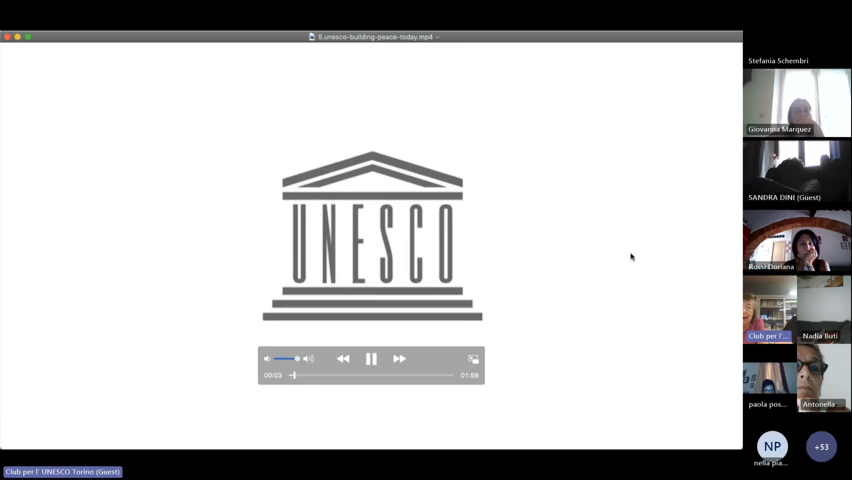 5.unesco-building-peace-today.mp4
UNESCO
00:03
01:59
Stefania Schembri
Giovanna Marquez
SANDRA DINI (Guest)
Rossi Doriana
Club per l'...
Nadia Buti
paola pos...
Antonella ...
NP
nella pia...
+53
Club per l' UNESCO Torino (Guest)